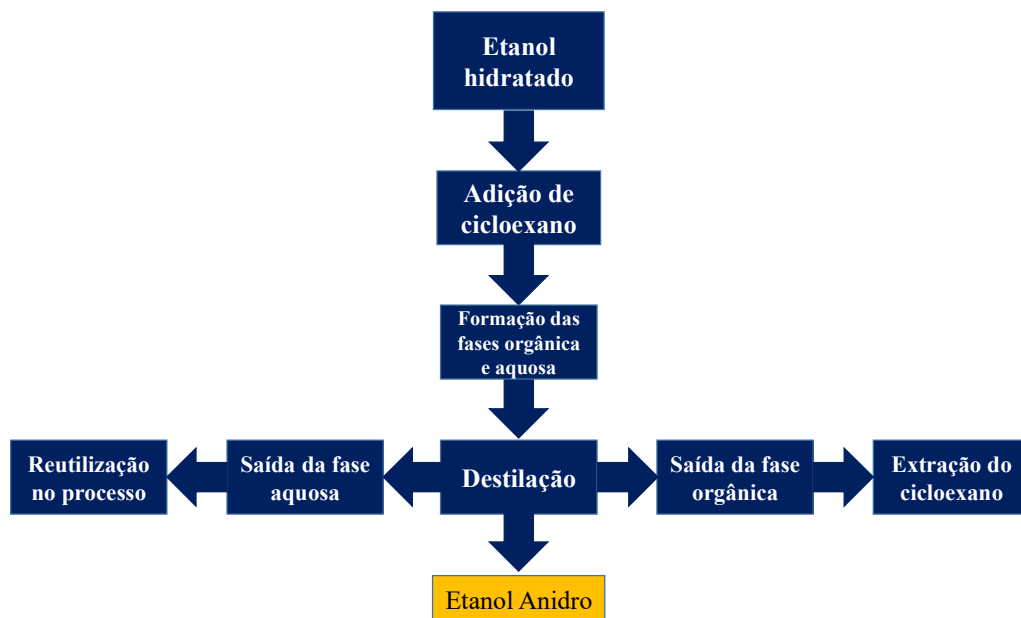 Etanol
hidratado
Adição de
cicloexano
Formação das
fases orgânica
e aquosa
Reutilização
no processo
Saída da fase
aquosa
Destilação
Saída da fase
orgânica
Extração do
cicloexano
Etanol Anidro